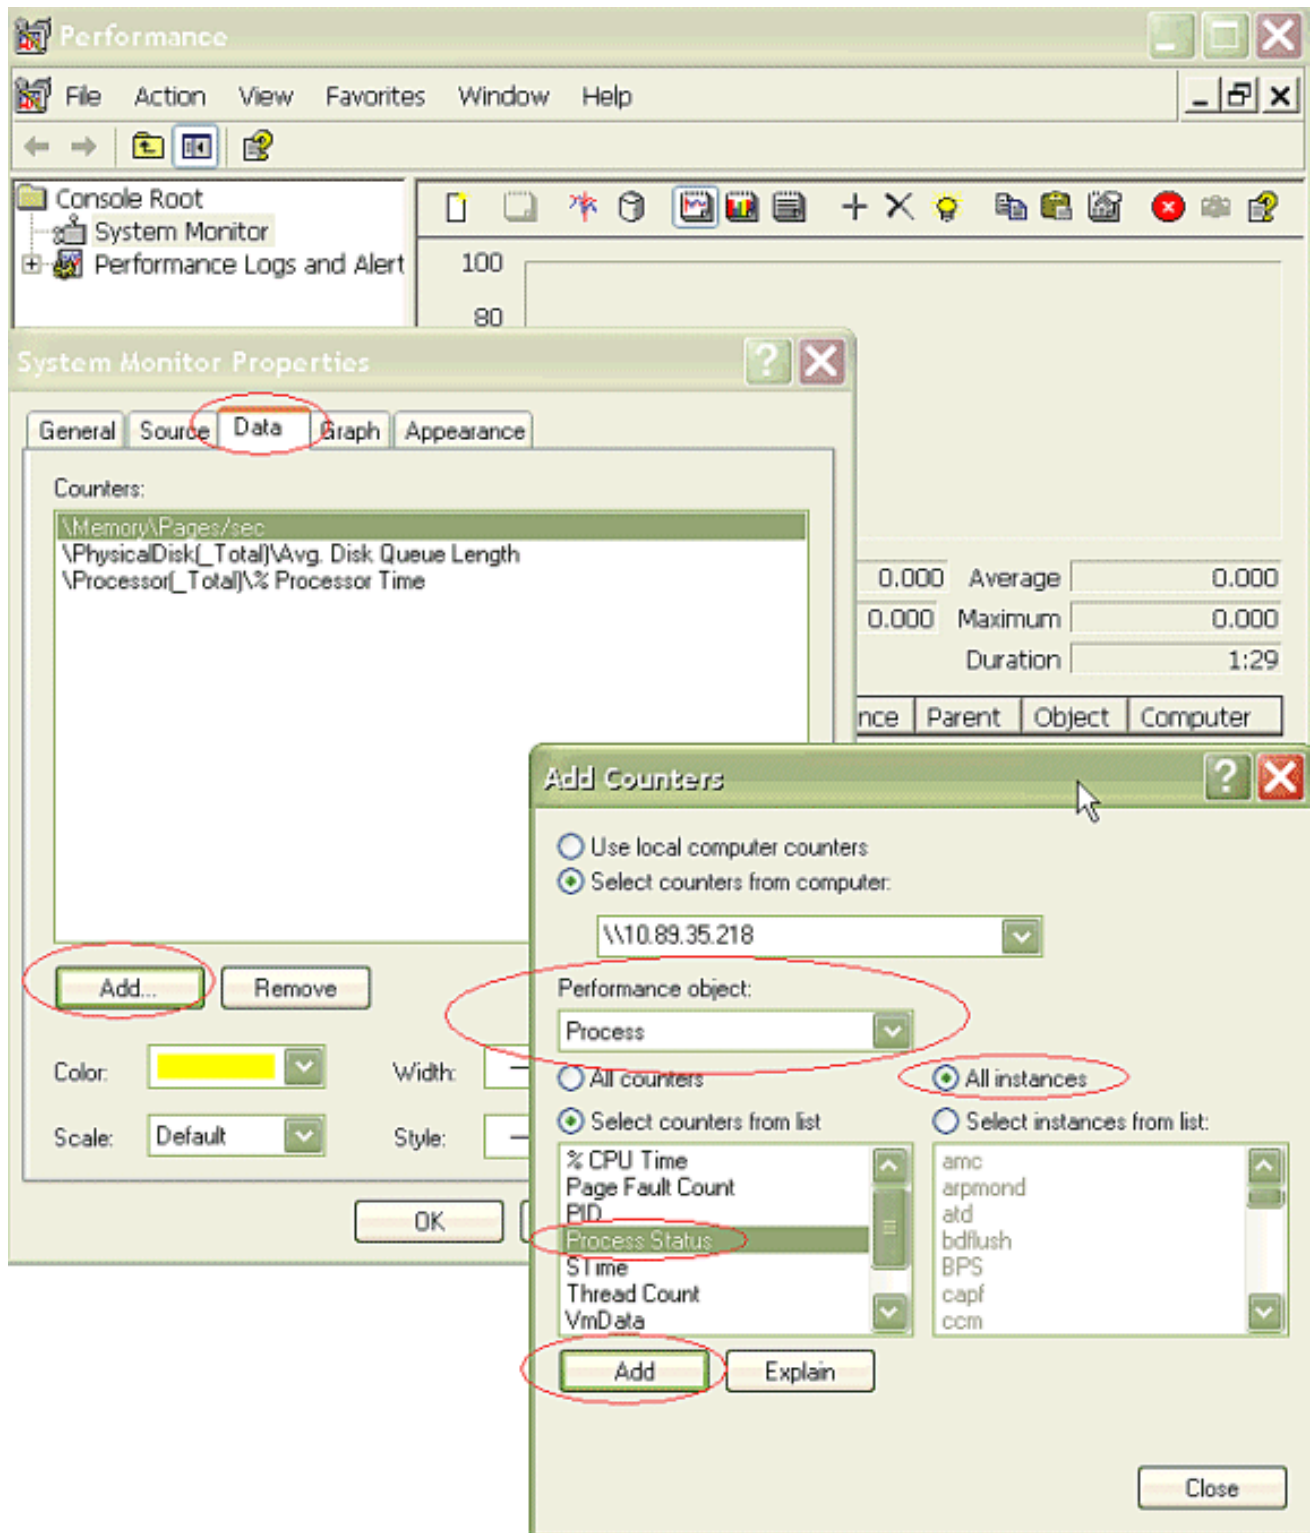 Performance
File Action View Favorites Window Help
Console Root
System Monitor
Performance Logs and Alert
100
80
System Monitor Properties
General Source Data Graph Appearance
Counters:
\Memory\Pages/sec
\PhysicalDisk(_Total)\Avg. Disk Queue Length
\Processor(_Total)\% Processor Time
0.000 Average 0.000
0.000 Maximum 0.000
Duration 1:29
nce Parent Object Computer
Add... Remove
Color: Width:
Scale: Default Style:
OK
Add Counters
Use local computer counters
Select counters from computer:
\\10.89.35.218
Performance object:
Process
All counters All instances
Select counters from list Select instances from list:
% CPU Time
Page Fault Count
PID
Process Status
STime
Thread Count
VmData
amc
arpmond
atd
bdflush
BPS
capf
ccm
Add Explain
Close